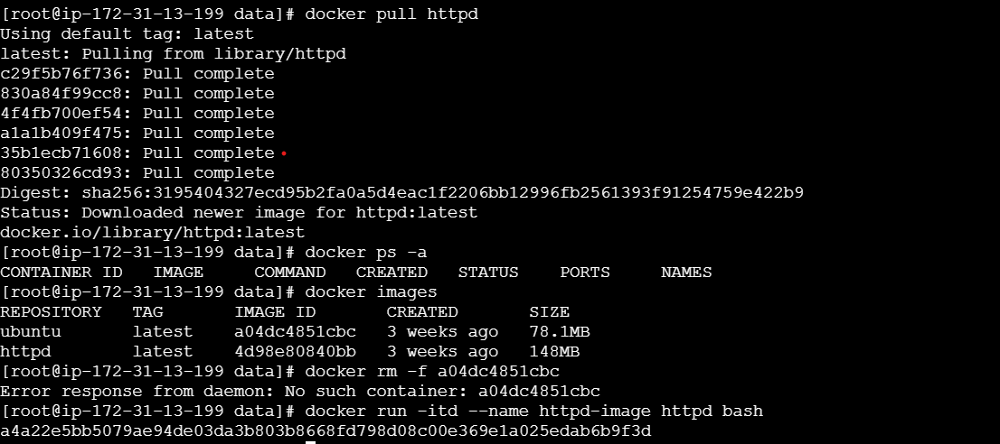 [root@ip-172-31-13-199 data]# docker pull httpd
Using default tag: latest
latest: Pulling from library/httpd
c29f5b76f736: Pull complete
830a84f99cc8: Pull complete
4f4fb700ef54: Pull complete
a1a1b409f475: Pull complete
35b1ecb71608: Pull complete
80350326cd93: Pull complete
Digest: sha256:3195404327ecd95b2fa0a5d4eac1f2206bb12996fb2561393f91254759e422b9
Status: Downloaded newer image for httpd:latest
docker.io/library/httpd:latest
[root@ip-172-31-13-199 data]# docker ps -a
CONTAINER ID   IMAGE     COMMAND   CREATED   STATUS    PORTS     NAMES
[root@ip-172-31-13-199 data]# docker images
REPOSITORY   TAG       IMAGE ID       CREATED       SIZE
ubuntu       latest    a04dc4851cbc   3 weeks ago   78.1MB
httpd        latest    4d98e80840bb   3 weeks ago   148MB
[root@ip-172-31-13-199 data]# docker rm -f a04dc4851cbc
Error response from daemon: No such container: a04dc4851cbc
[root@ip-172-31-13-199 data]# docker run -itd --name httpd-image httpd bash
a4a22e5bb5079ae94de03da3b803b8668fd798d08c00e369e1a025edab6b9f3d